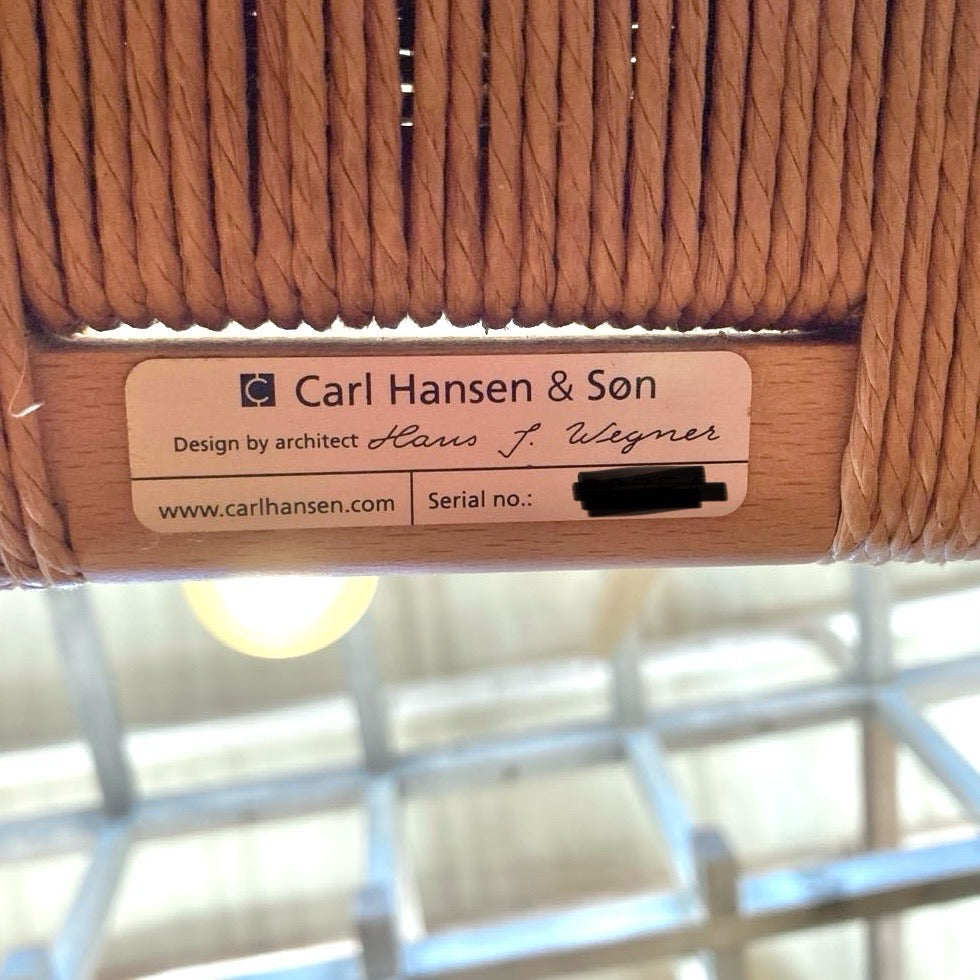 Carl Hansen & Søn
Design by architect Hans J. Wegner
www.carlhansen.com
Serial no.: